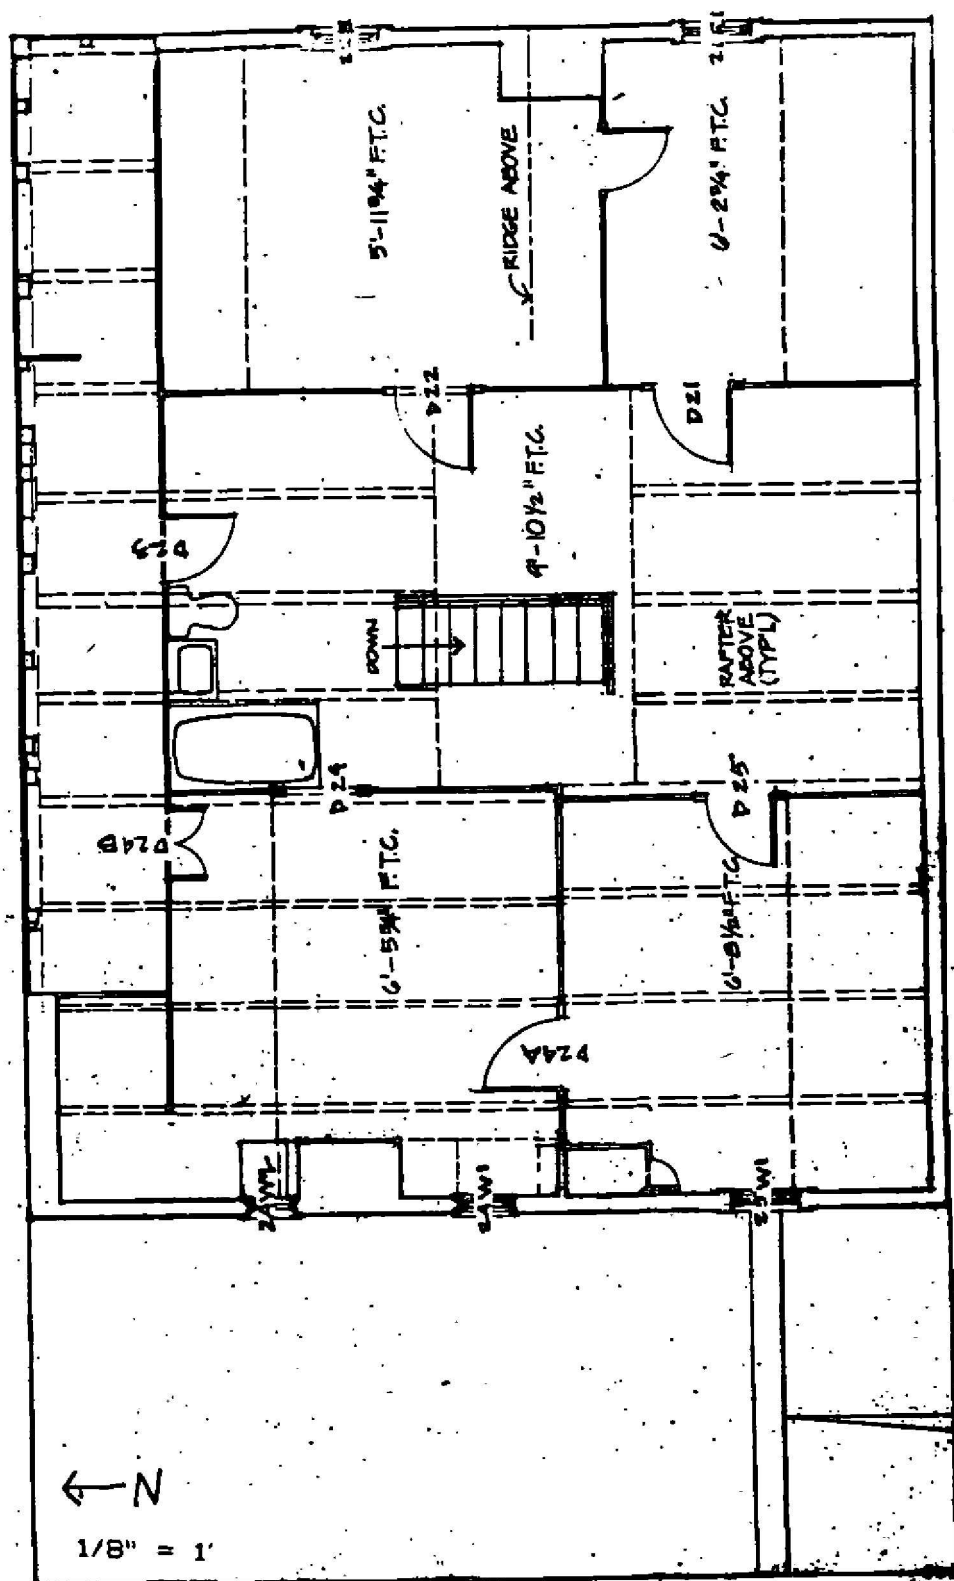 5'-11¾" F.T.C.
RIDGE ABOVE
6'-2¾" F.T.C.
D22
D21
D23
9'-10½" F.T.C.
DOWN
RAFTER
ABOVE
(TYP'L)
D24
D25
D24B
6'-5¾" F.T.C.
6'-8½" F.T.C.
D24A
24W2
24W1
25W1
N
1/8" = 1'